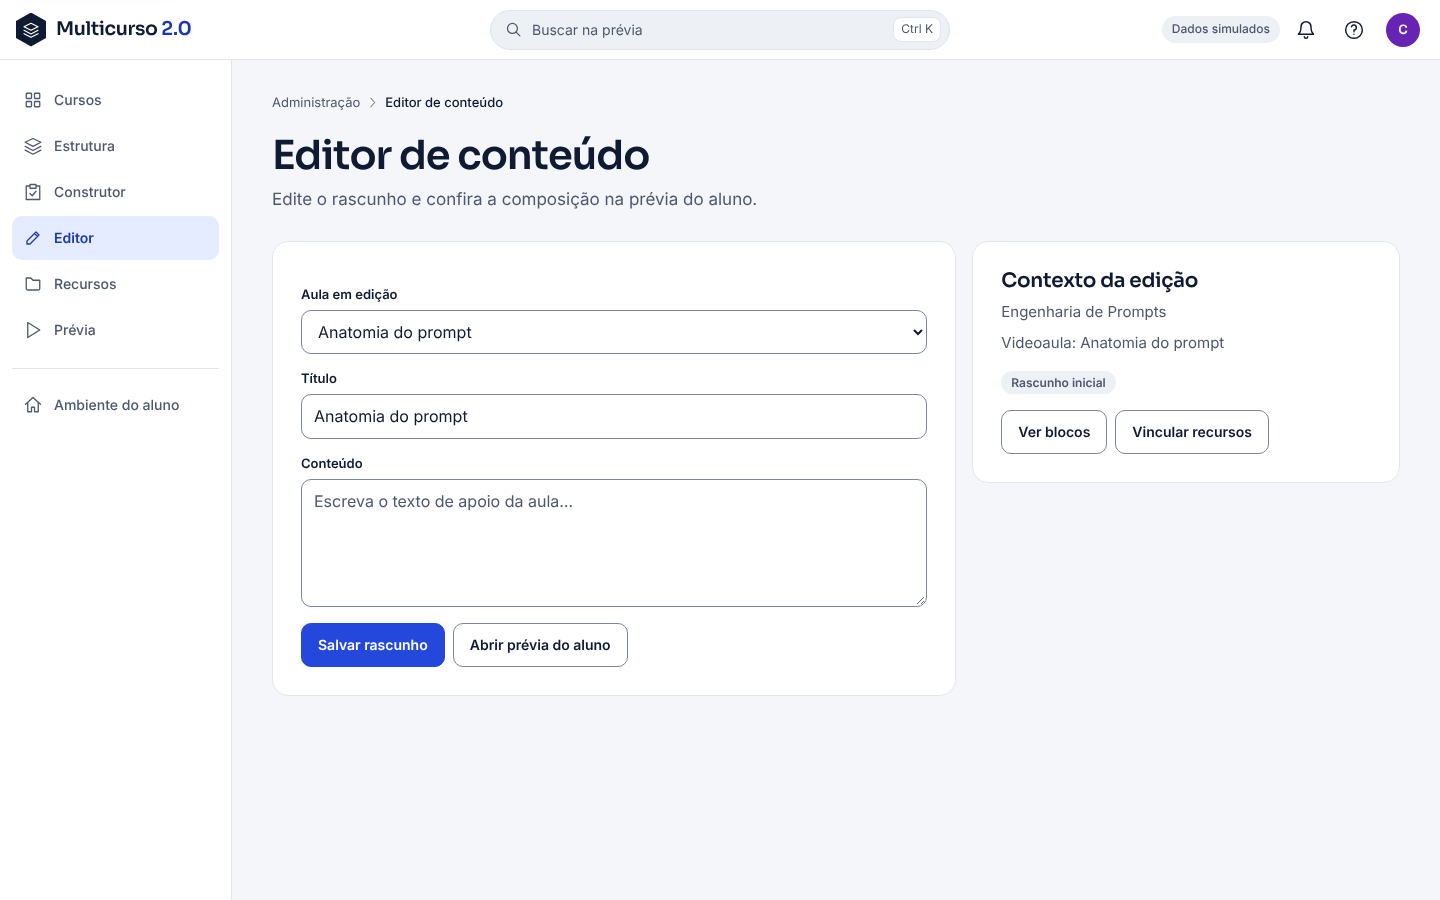 Multicurso 2.0
Buscar na prévia
Ctrl K
Dados simulados
C
Cursos
Estrutura
Construtor
Editor
Recursos
Prévia
Ambiente do aluno
Administração > Editor de conteúdo
Editor de conteúdo
Edite o rascunho e confira a composição na prévia do aluno.
Aula em edição
Anatomia do prompt
Título
Anatomia do prompt
Conteúdo
Escreva o texto de apoio da aula...
Salvar rascunho
Abrir prévia do aluno
Contexto da edição
Engenharia de Prompts
Videoaula: Anatomia do prompt
Rascunho inicial
Ver blocos
Vincular recursos